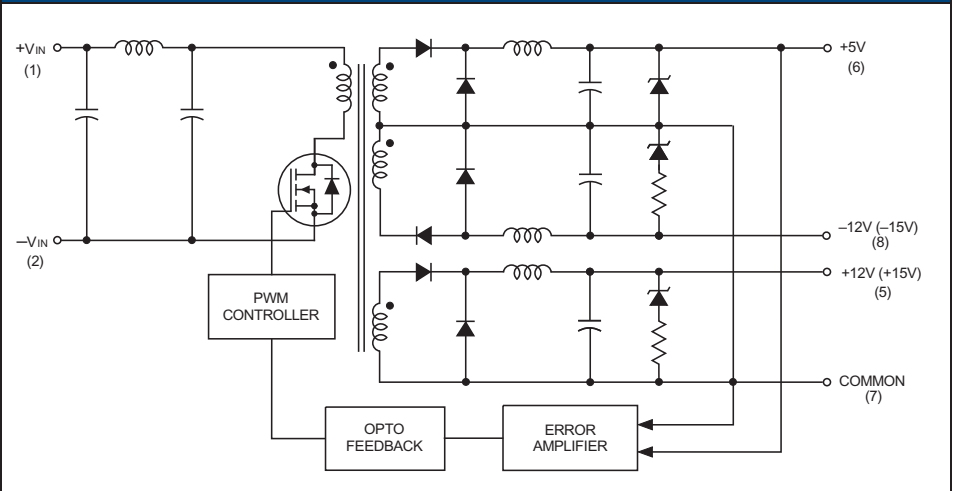 +VIN
(1)
–VIN
(2)
PWM
CONTROLLER
OPTO
FEEDBACK
ERROR
AMPLIFIER
+5V
(6)
–12V (–15V)
(8)
+12V (+15V)
(5)
COMMON
(7)